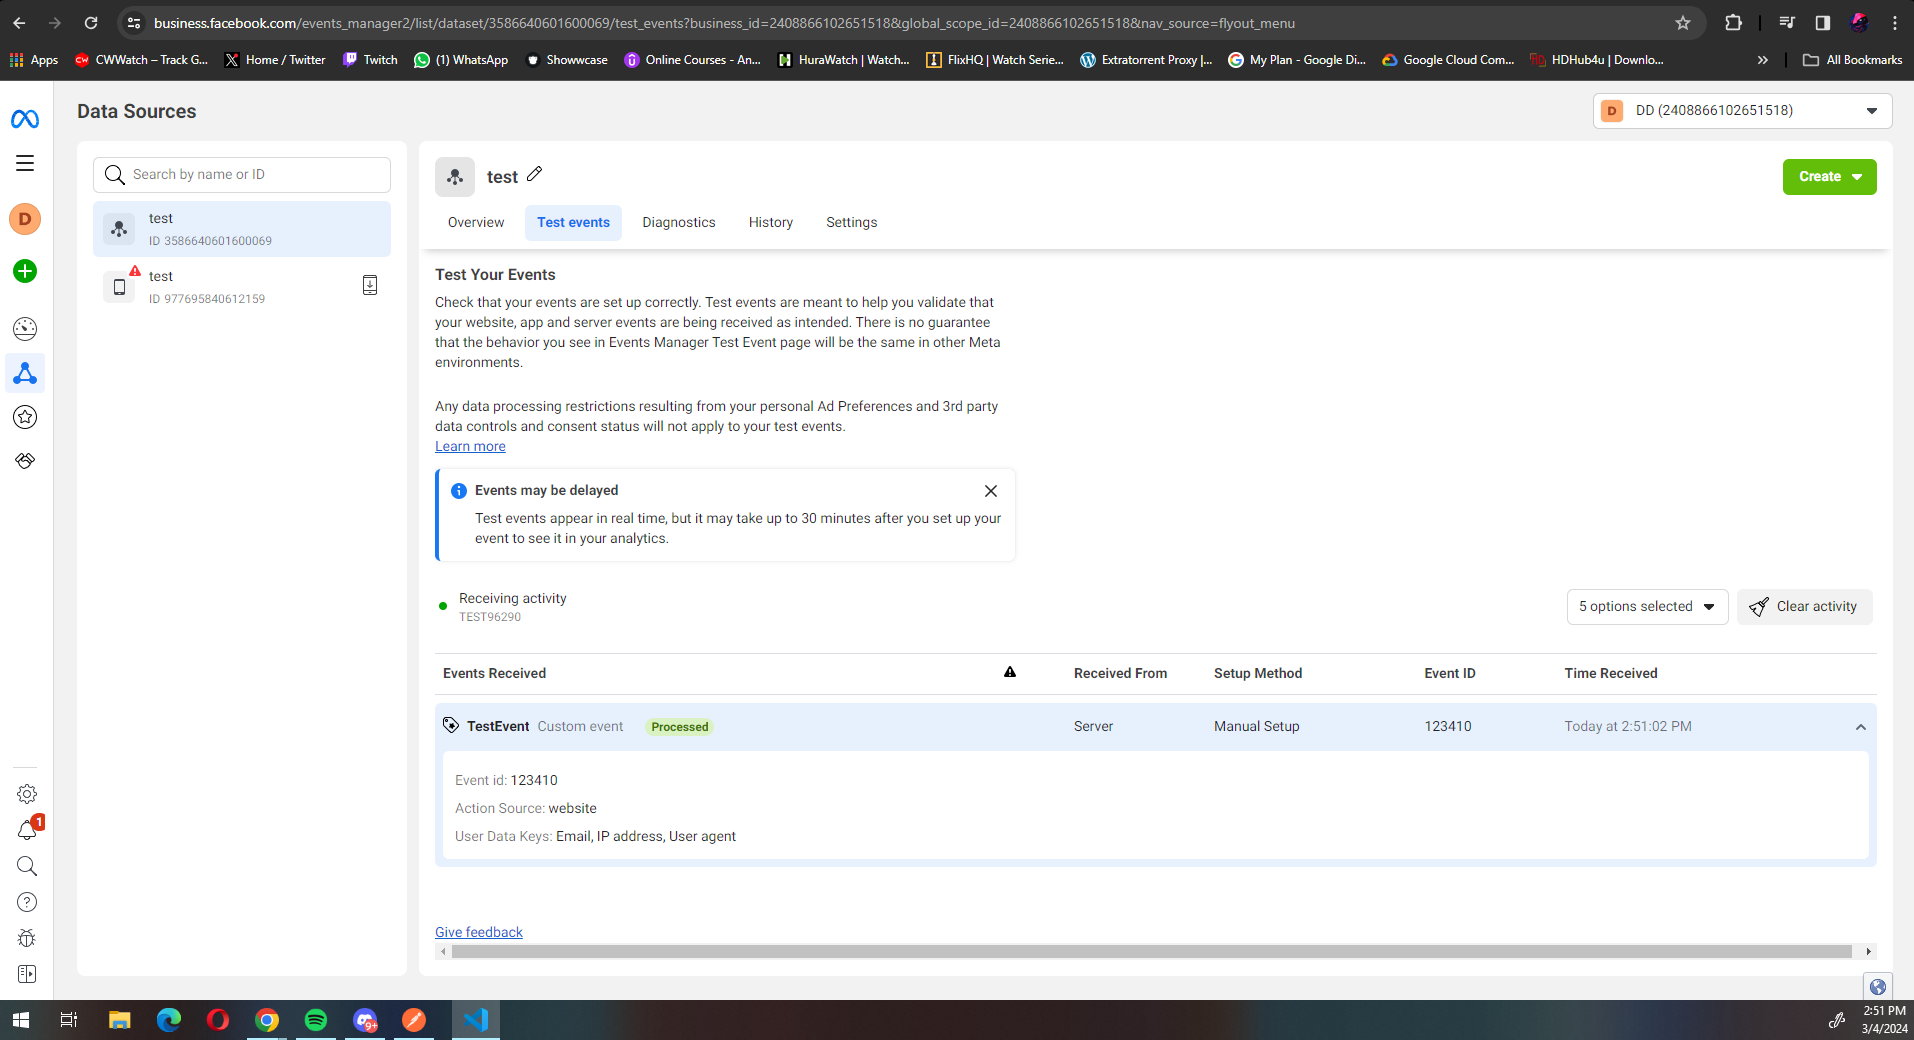 business.facebook.com/events_manager2/list/dataset/3586640601600069/test_events?business_id=2408866102651518&global_scope_id=2408866102651518&nav_source=flyout_menu
Apps
CWWatch – Track G...
Home / Twitter
Twitch
(1) WhatsApp
Showwcase
Online Courses - An...
HuraWatch | Watch...
FlixHQ | Watch Serie...
Extratorrent Proxy |...
My Plan - Google Di...
Google Cloud Com...
HDHub4u | Downlo...
All Bookmarks
Data Sources
D DD (2408866102651518)
Search by name or ID
D
test
ID 3586640601600069
test
ID 977695840612159
test
Create
Overview
Test events
Diagnostics
History
Settings
Test Your Events
Check that your events are set up correctly. Test events are meant to help you validate that
your website, app and server events are being received as intended. There is no guarantee
that the behavior you see in Events Manager Test Event page will be the same in other Meta
environments.
Any data processing restrictions resulting from your personal Ad Preferences and 3rd party
data controls and consent status will not apply to your test events.
Learn more
Events may be delayed
Test events appear in real time, but it may take up to 30 minutes after you set up your
event to see it in your analytics.
Receiving activity
TEST96290
5 options selected
Clear activity
Events Received
Received From
Setup Method
Event ID
Time Received
TestEvent Custom event Processed
Server
Manual Setup
123410
Today at 2:51:02 PM
Event id: 123410
Action Source: website
User Data Keys: Email, IP address, User agent
1
Give feedback
9+
2:51 PM
3/4/2024